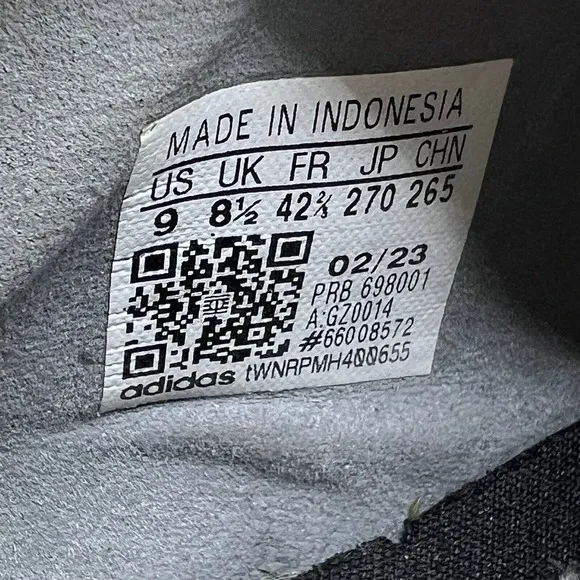 MADE IN INDONESIA
US UK FR JP CHN
9 8½ 42⅔ 270 265
02/23
PRB 698001
A:GZ0014
#66008572
adidas tWNRPMH400655